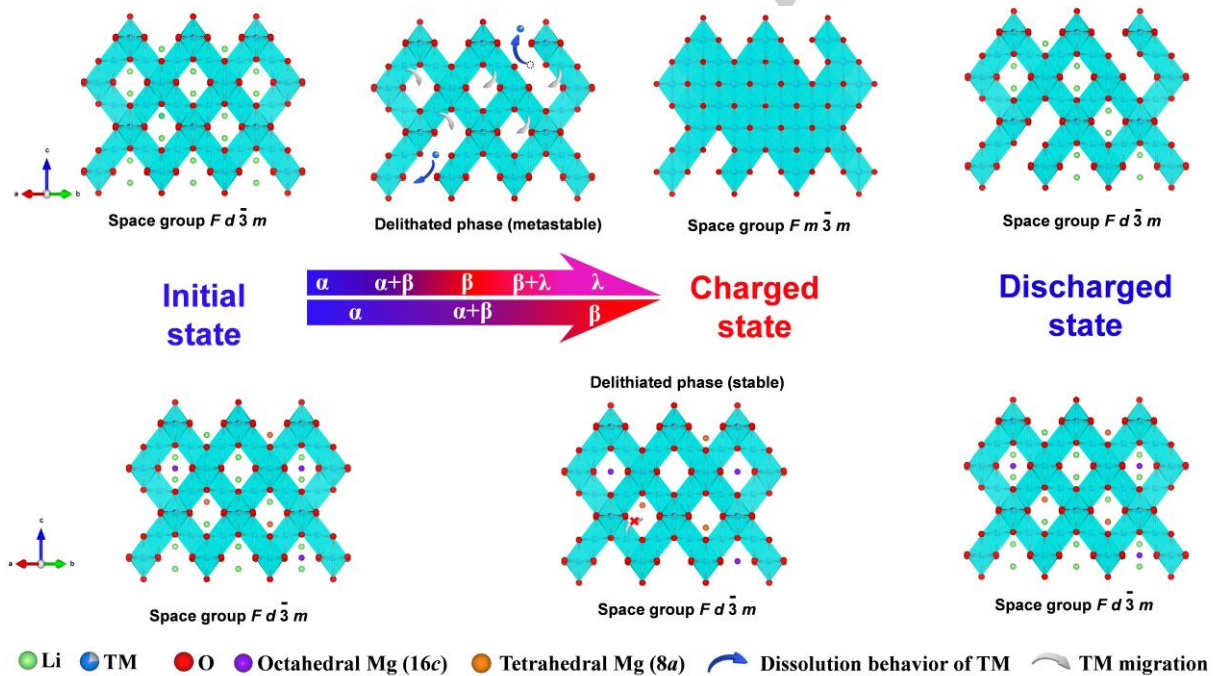 c
a
b
Space group F d 3̄ m
Delithated phase (metastable)
Space group F m 3̄ m
Space group F d 3̄ m
Initial state
α α+β β β+λ λ
α α+β β
Charged state
Discharged state
Delithiated phase (stable)
c
a
b
Space group F d 3̄ m
Space group F d 3̄ m
Space group F d 3̄ m
Li TM O Octahedral Mg (16c) Tetrahedral Mg (8a) Dissolution behavior of TM TM migration